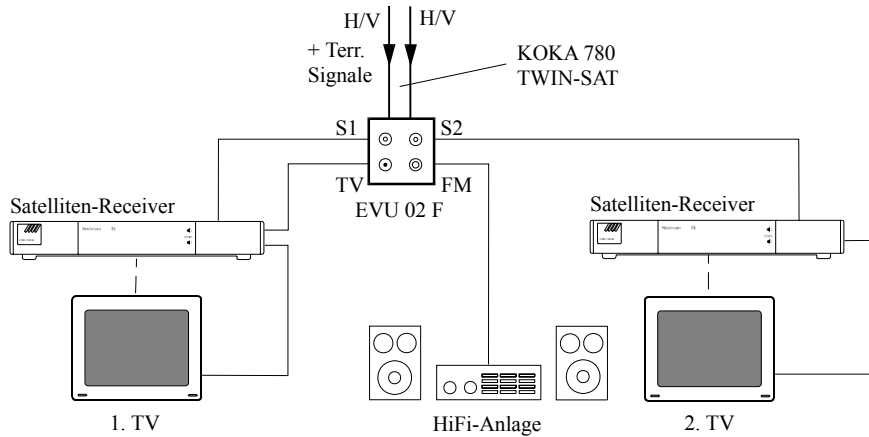 H/V
H/V
+ Terr.
Signale
KOKA 780
TWIN-SAT
S1
S2
TV
FM
EVU 02 F
Satelliten-Receiver
Satelliten-Receiver
1. TV
HiFi-Anlage
2. TV